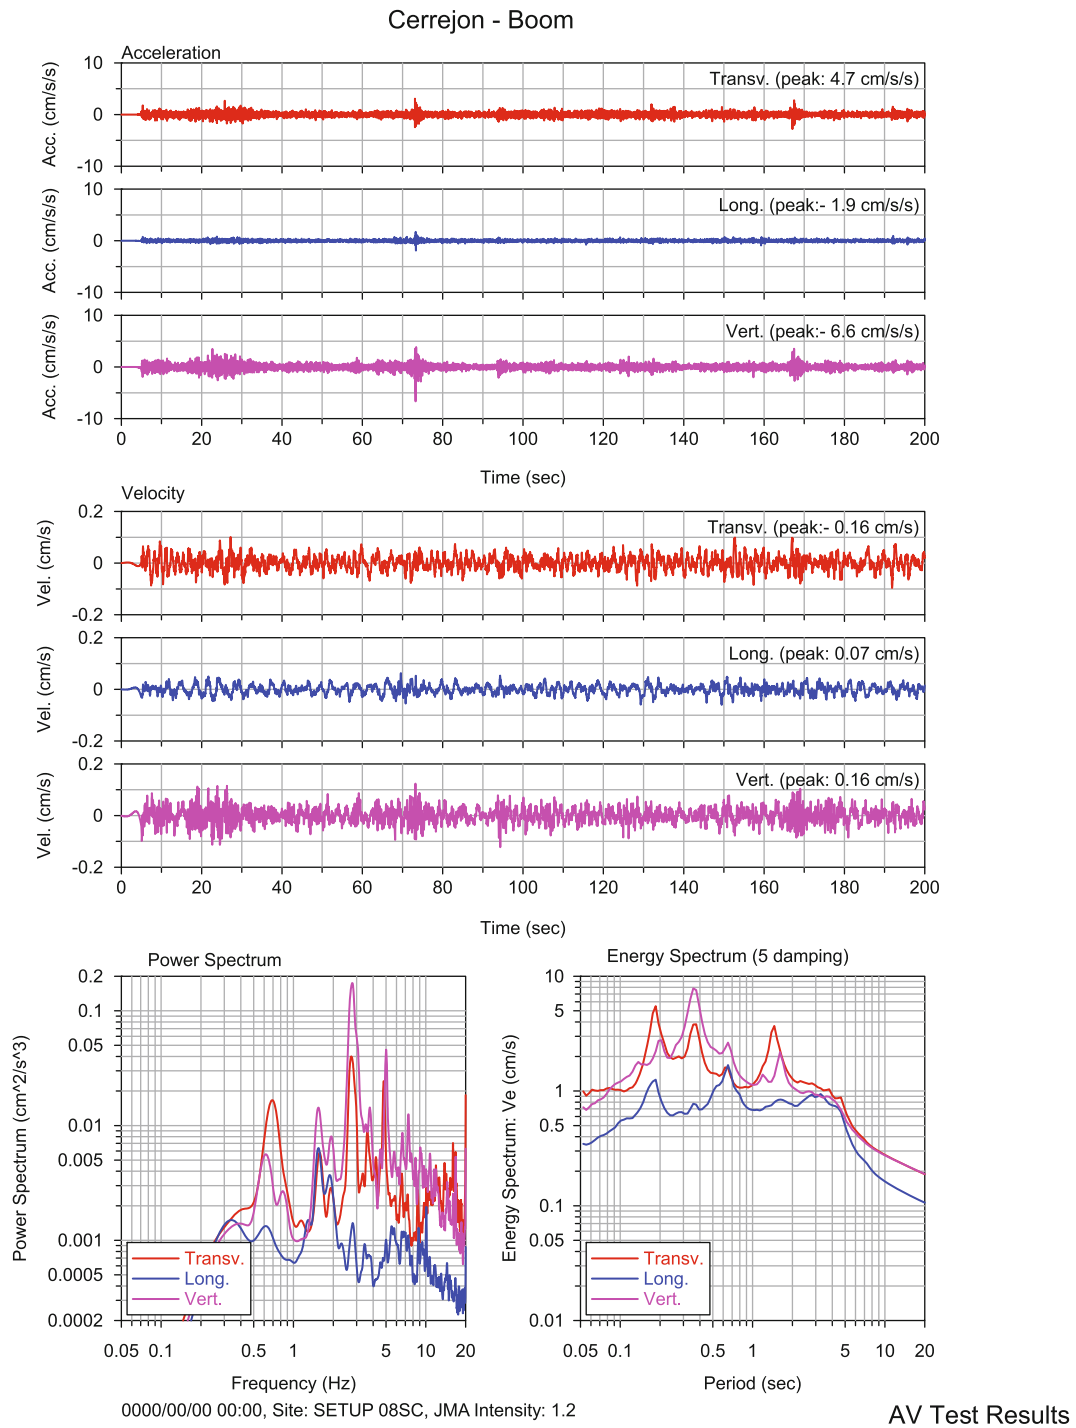 Cerrejon - Boom
Acceleration
10
0
-10
Acc. (cm/s/s)
Transv. (peak: 4.7 cm/s/s)
10
0
-10
Acc. (cm/s/s)
Long. (peak:- 1.9 cm/s/s)
10
0
-10
Acc. (cm/s/s)
Vert. (peak:- 6.6 cm/s/s)
0 20 40 60 80 100 120 140 160 180 200
Time (sec)
Velocity
0.2
0
-0.2
Vel. (cm/s)
Transv. (peak:- 0.16 cm/s)
0.2
0
-0.2
Vel. (cm/s)
Long. (peak: 0.07 cm/s)
0.2
0
-0.2
Vel. (cm/s)
Vert. (peak: 0.16 cm/s)
0 20 40 60 80 100 120 140 160 180 200
Time (sec)
Power Spectrum
0.2
0.1
0.05
0.01
0.005
0.001
0.0005
0.0002
Power Spectrum (cm^2/s^3)
Transv.
Long.
Vert.
0.05 0.1 0.5 1 5 10 20
Frequency (Hz)
Energy Spectrum (5 damping)
10
5
1
0.5
0.1
0.05
0.01
Energy Spectrum: Ve (cm/s)
Transv.
Long.
Vert.
0.05 0.1 0.5 1 5 10 20
Period (sec)
0000/00/00 00:00, Site: SETUP 08SC, JMA Intensity: 1.2
AV Test Results